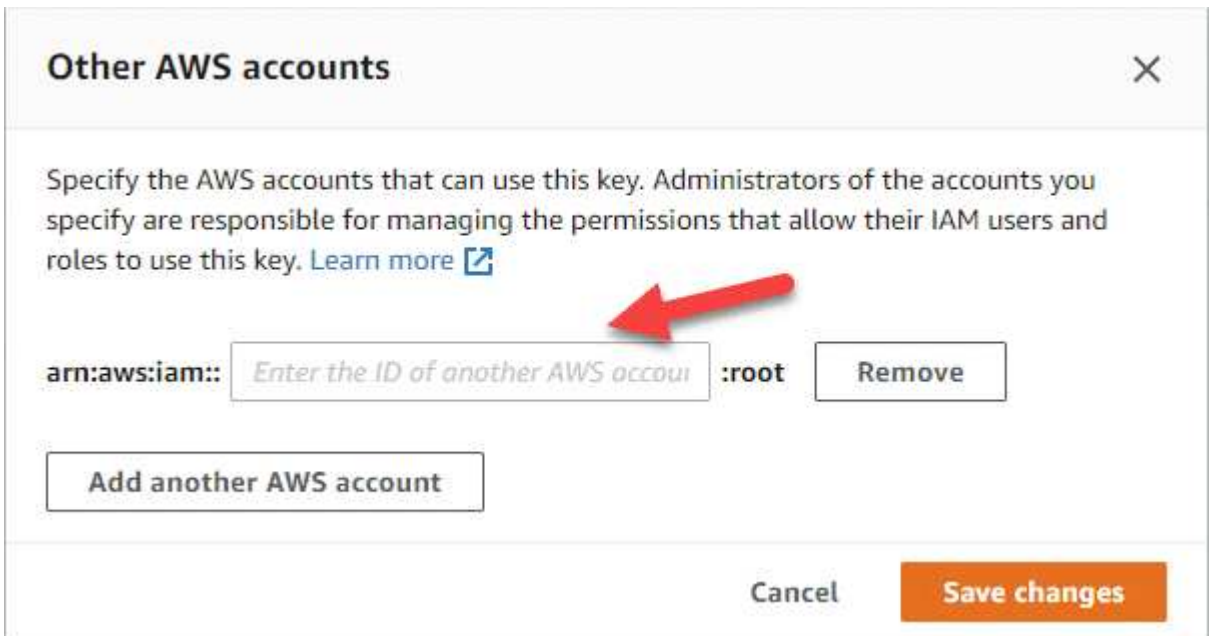 Other AWS accounts
Specify the AWS accounts that can use this key. Administrators of the accounts you
specify are responsible for managing the permissions that allow their IAM users and
roles to use this key. Learn more
arn:aws:iam:: Enter the ID of another AWS accou :root Remove
Add another AWS account
Cancel Save changes